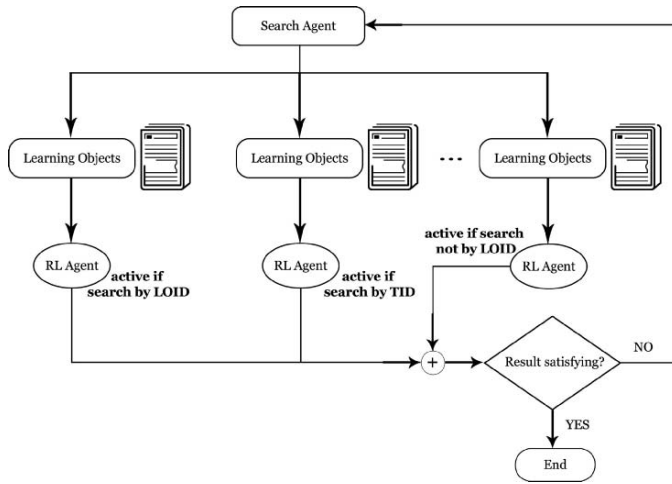 Search Agent
Learning Objects
Learning Objects
...
Learning Objects
RL Agent
active if
search by LOID
RL Agent
active if
search by TID
active if search
not by LOID
RL Agent
+
Result satisfying?
NO
YES
End